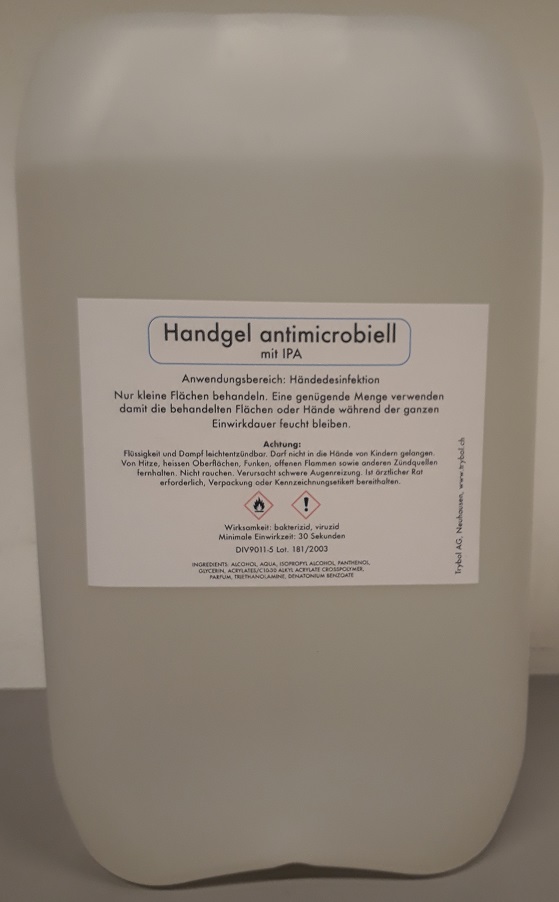 Handgel antimicrobiell
mit IPA
Anwendungsbereich: Händedesinfektion
Nur kleine Flächen behandeln. Eine genügende Menge verwenden
damit die behandelten Flächen oder Hände während der ganzen
Einwirkdauer feucht bleiben.
Achtung:
Flüssigkeit und Dampf leichtentzündbar. Darf nicht in die Hände von Kindern gelangen.
Von Hitze, heissen Oberflächen, Funken, offenen Flammen sowie anderen Zündquellen
fernhalten. Nicht rauchen. Verursacht schwere Augenreizung. Ist ärztlicher Rat
erforderlich, Verpackung oder Kennzeichnungsetikett bereithalten.
Wirksamkeit: bakterizid, viruzid
Minimale Einwirkzeit: 30 Sekunden
DIV9011-5 Lot. 181/2003
INGREDIENTS: ALCOHOL, AQUA, ISOPROPYL ALCOHOL, PANTHENOL,
GLYCERIN, ACRYLATES/C10-30 ALKYL ACRYLATE CROSSPOLYMER,
PARFUM, TRIETHANOLAMINE, DENATONIUM BENZOATE
Trybol AG, Neuhausen, www.trybol.ch